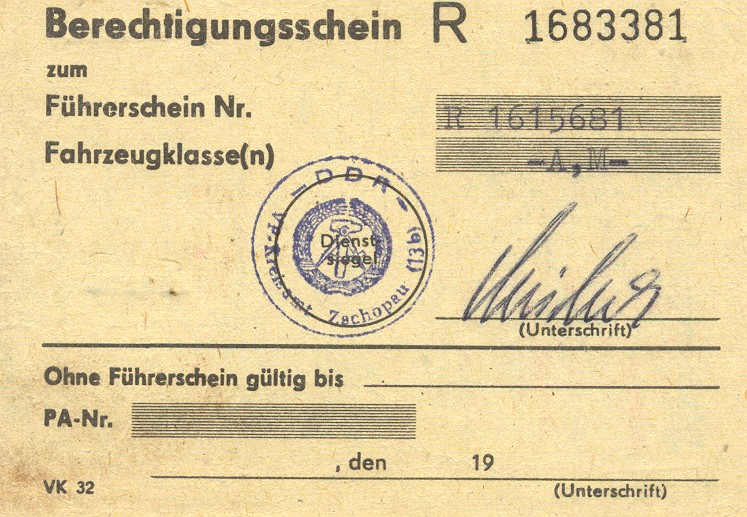 Berechtigungsschein R 1683381
zum
Führerschein Nr. R 1615681
Fahrzeugklasse(n) —A,M—
— DDR —
VP-Kreisamt Zschopau (131)
Dienst-
siegel
(Unterschrift)
Ohne Führerschein gültig bis
PA-Nr.
, den 19
VK 32 (Unterschrift)